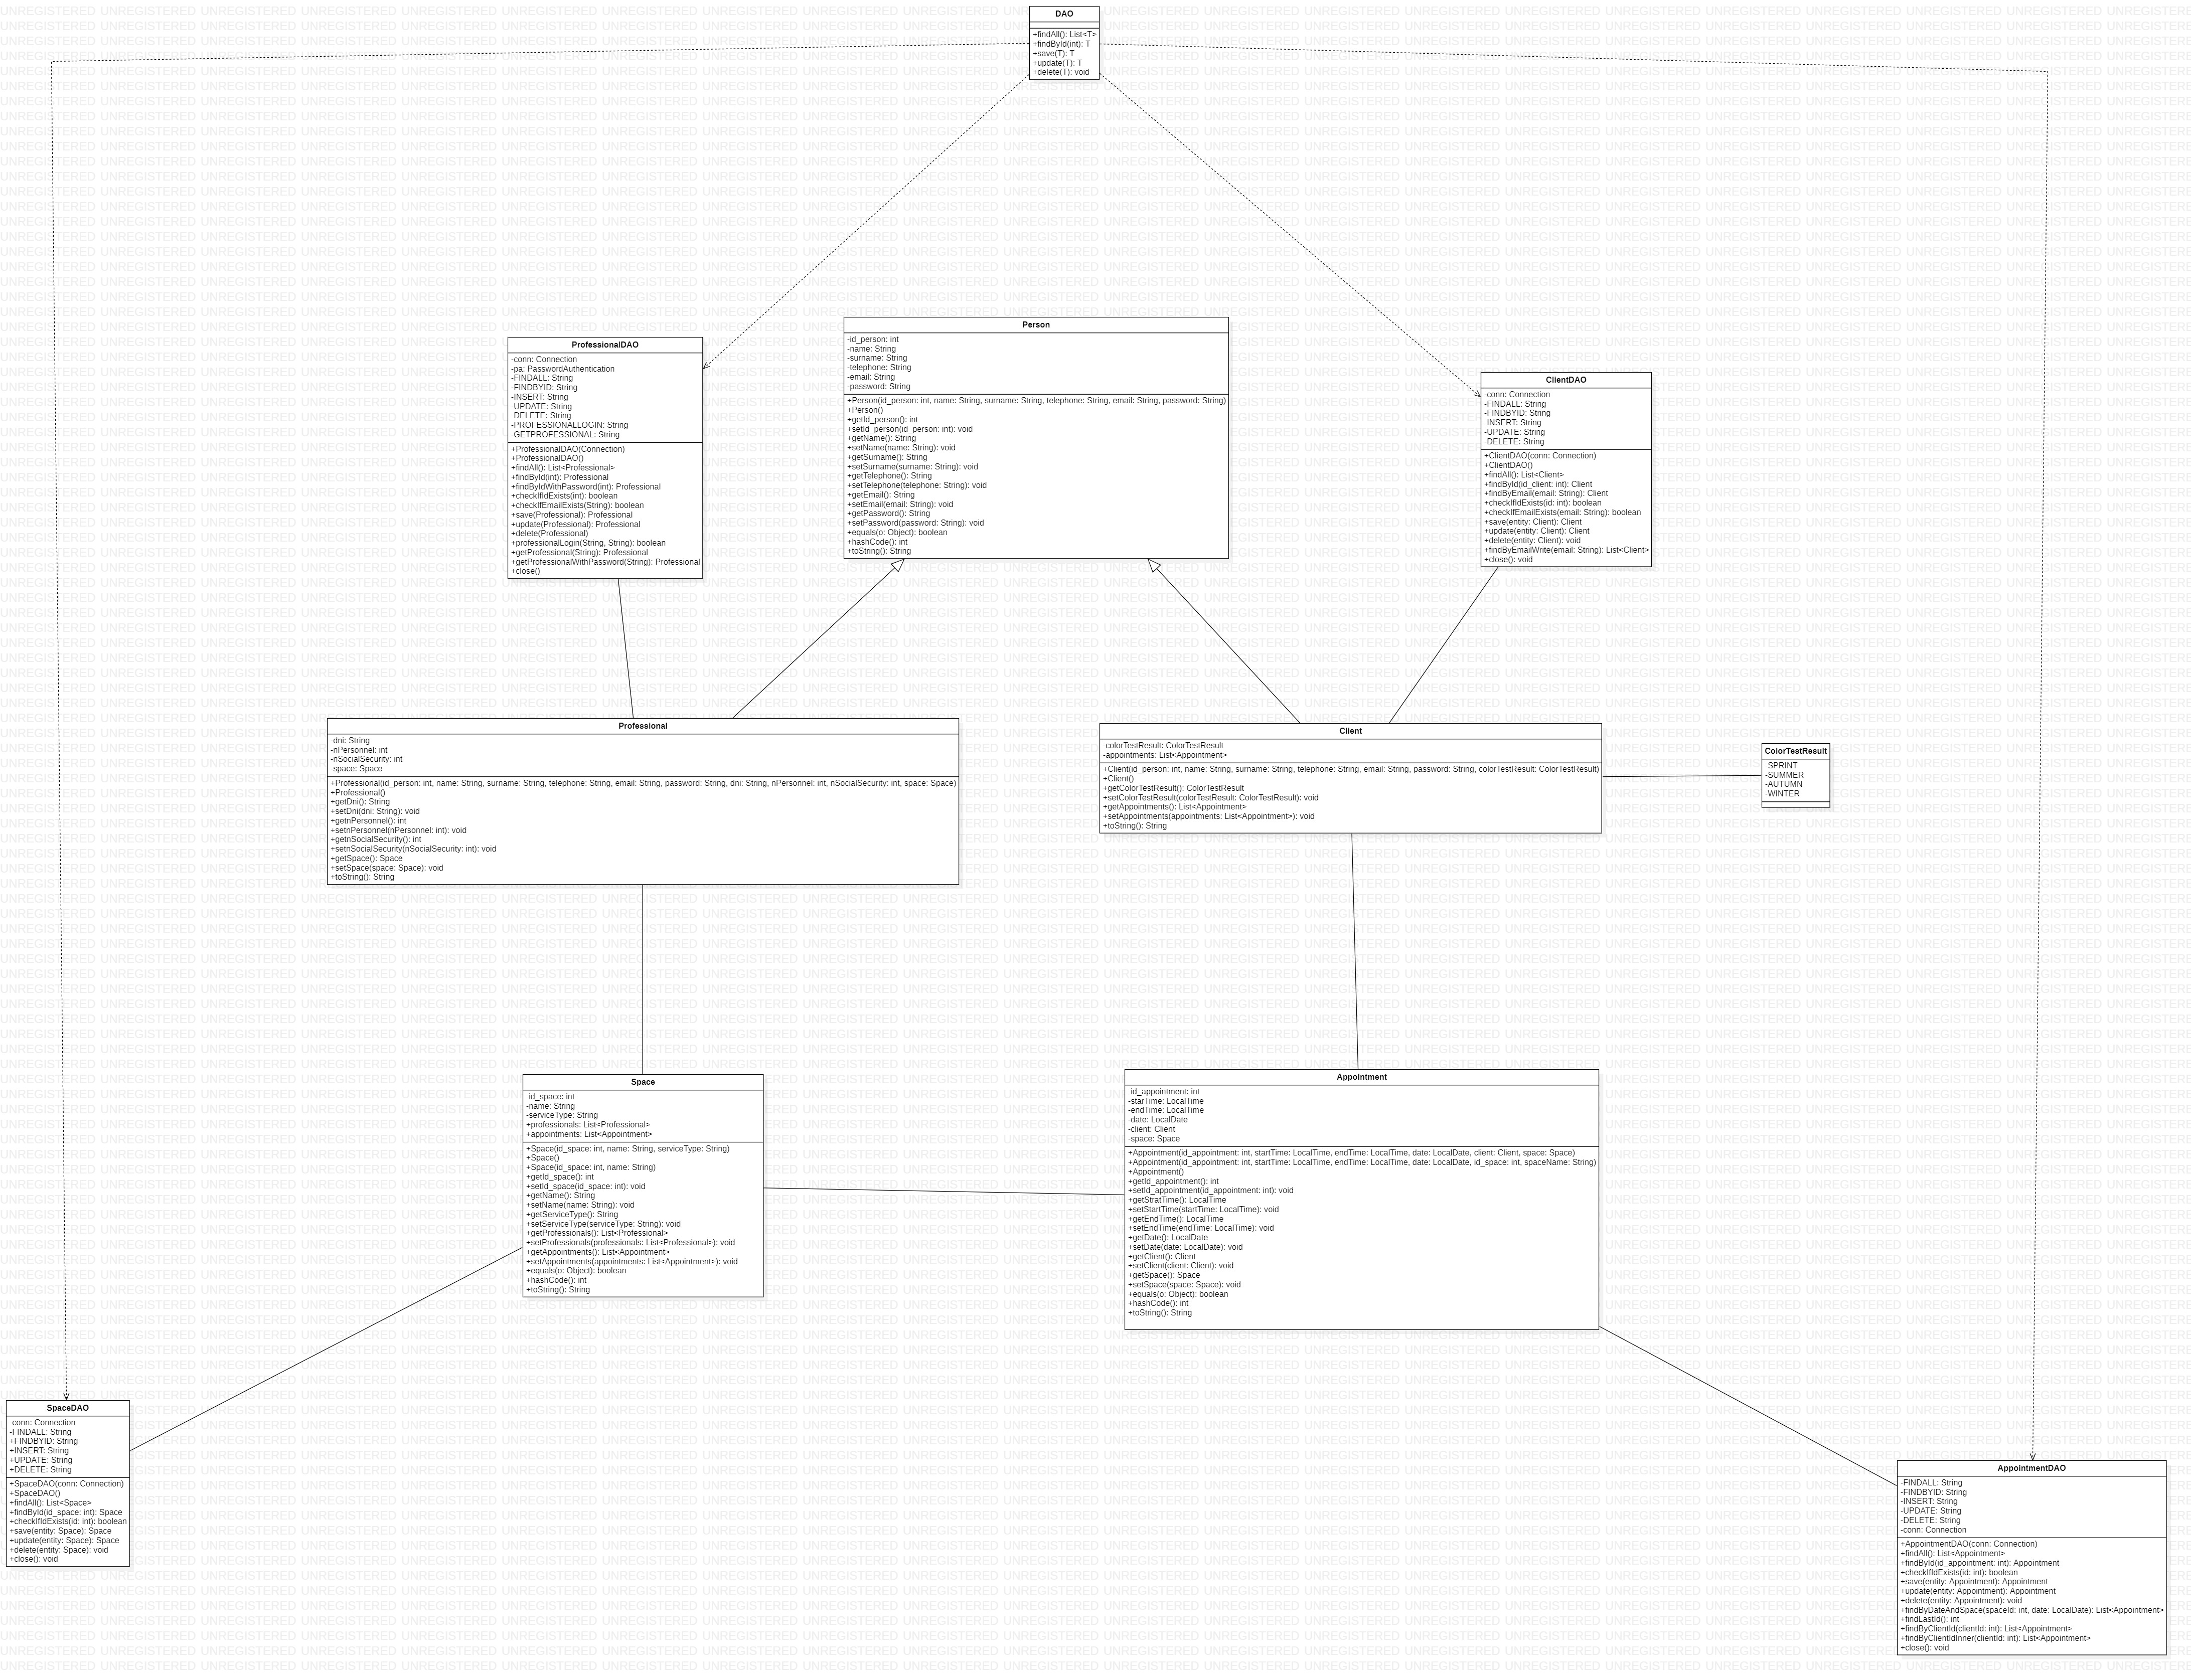 DAO
+findAll(): List<T>
+findById(int): T
+save(T): T
+update(T): T
+delete(T): void
Person
-id_person: int
-name: String
-surname: String
-telephone: String
-email: String
-password: String
+Person(id_person: int, name: String, surname: String, telephone: String, email: String, password: String)
+Person()
+getId_person(): int
+setId_person(id_person: int): void
+getName(): String
+setName(name: String): void
+getSurname(): String
+setSurname(surname: String): void
+getTelephone(): String
+setTelephone(telephone: String): void
+getEmail(): String
+setEmail(email: String): void
+getPassword(): String
+setPassword(password: String): void
+equals(o: Object): boolean
+hashCode(): int
+toString(): String
ProfessionalDAO
-conn: Connection
-pa: PasswordAuthentication
-FINDALL: String
-FINDBYID: String
-INSERT: String
-UPDATE: String
-DELETE: String
-PROFESSIONALLOGIN: String
-GETPROFESSIONAL: String
+ProfessionalDAO(Connection)
+ProfessionalDAO()
+findAll(): List<Professional>
+findById(int): Professional
+findByIdWithPassword(int): Professional
+checkIfIdExists(int): boolean
+checkIfEmailExists(String): boolean
+save(Professional): Professional
+update(Professional): Professional
+delete(Professional)
+professionalLogin(String, String): boolean
+getProfessional(String): Professional
+getProfessionalWithPassword(String): Professional
+close()
ClientDAO
-conn: Connection
-FINDALL: String
-FINDBYID: String
-INSERT: String
-UPDATE: String
-DELETE: String
+ClientDAO(conn: Connection)
+ClientDAO()
+findAll(): List<Client>
+findById(id_client: int): Client
+findByEmail(email: String): Client
+checkIfIdExists(id: int): boolean
+checkIfEmailExists(email: String): boolean
+save(entity: Client): Client
+update(entity: Client): Client
+delete(entity: Client): void
+findByEmailWrite(email: String): List<Client>
+close(): void
Professional
-dni: String
-nPersonnel: int
-nSocialSecurity: int
-space: Space
+Professional(id_person: int, name: String, surname: String, telephone: String, email: String, password: String, dni: String, nPersonnel: int, nSocialSecurity: int, space: Space)
+Professional()
+getDni(): String
+setDni(dni: String): void
+getnPersonnel(): int
+setnPersonnel(nPersonnel: int): void
+getnSocialSecurity(): int
+setnSocialSecurity(nSocialSecurity: int): void
+getSpace(): Space
+setSpace(space: Space): void
+toString(): String
Client
-colorTestResult: ColorTestResult
-appointments: List<Appointment>
+Client(id_person: int, name: String, surname: String, telephone: String, email: String, password: String, colorTestResult: ColorTestResult)
+Client()
+getColorTestResult(): ColorTestResult
+setColorTestResult(colorTestResult: ColorTestResult): void
+getAppointments(): List<Appointment>
+setAppointments(appointments: List<Appointment>): void
+toString(): String
ColorTestResult
-SPRINT
-SUMMER
-AUTUMN
-WINTER
Space
-id_space: int
-name: String
-serviceType: String
+professionals: List<Professional>
+appointments: List<Appointment>
+Space(id_space: int, name: String, serviceType: String)
+Space()
+Space(id_space: int, name: String)
+getId_space(): int
+setId_space(id_space: int): void
+getName(): String
+setName(name: String): void
+getServiceType(): String
+setServiceType(serviceType: String): void
+getProfessionals(): List<Professional>
+setProfessionals(professionals: List<Professional>): void
+getAppointments(): List<Appointment>
+setAppointments(appointments: List<Appointment>): void
+equals(o: Object): boolean
+hashCode(): int
+toString(): String
Appointment
-id_appointment: int
-starTime: LocalTime
-endTime: LocalTime
-date: LocalDate
-client: Client
-space: Space
+Appointment(id_appointment: int, startTime: LocalTime, endTime: LocalTime, date: LocalDate, client: Client, space: Space)
+Appointment(id_appointment: int, startTime: LocalTime, endTime: LocalTime, date: LocalDate, id_space: int, spaceName: String)
+Appointment()
+getId_appointment(): int
+setId_appointment(id_appointment: int): void
+getStratTime(): LocalTime
+setStartTime(startTime: LocalTime): void
+getEndTime(): LocalTime
+setEndTime(endTime: LocalTime): void
+getDate(): LocalDate
+setDate(date: LocalDate): void
+getClient(): Client
+setClient(client: Client): void
+getSpace(): Space
+setSpace(space: Space): void
+equals(o: Object): boolean
+hashCode(): int
+toString(): String
SpaceDAO
-conn: Connection
-FINDALL: String
+FINDBYID: String
+INSERT: String
+UPDATE: String
+DELETE: String
+SpaceDAO(conn: Connection)
+SpaceDAO()
+findAll(): List<Space>
+findById(id_space: int): Space
+checkIfIdExists(id: int): boolean
+save(entity: Space): Space
+update(entity: Space): Space
+delete(entity: Space): void
+close(): void
AppointmentDAO
-FINDALL: String
-FINDBYID: String
-INSERT: String
-UPDATE: String
-DELETE: String
-conn: Connection
+AppointmentDAO(conn: Connection)
+findAll(): List<Appointment>
+findById(id_appointment: int): Appointment
+checkIfIdExists(id: int): boolean
+save(entity: Appointment): Appointment
+update(entity: Appointment): Appointment
+delete(entity: Appointment): void
+findByDateAndSpace(spaceId: int, date: LocalDate): List<Appointment>
+findLastId(): int
+findByClientId(clientId: int): List<Appointment>
+findByClientIdInner(clientId: int): List<Appointment>
+close(): void